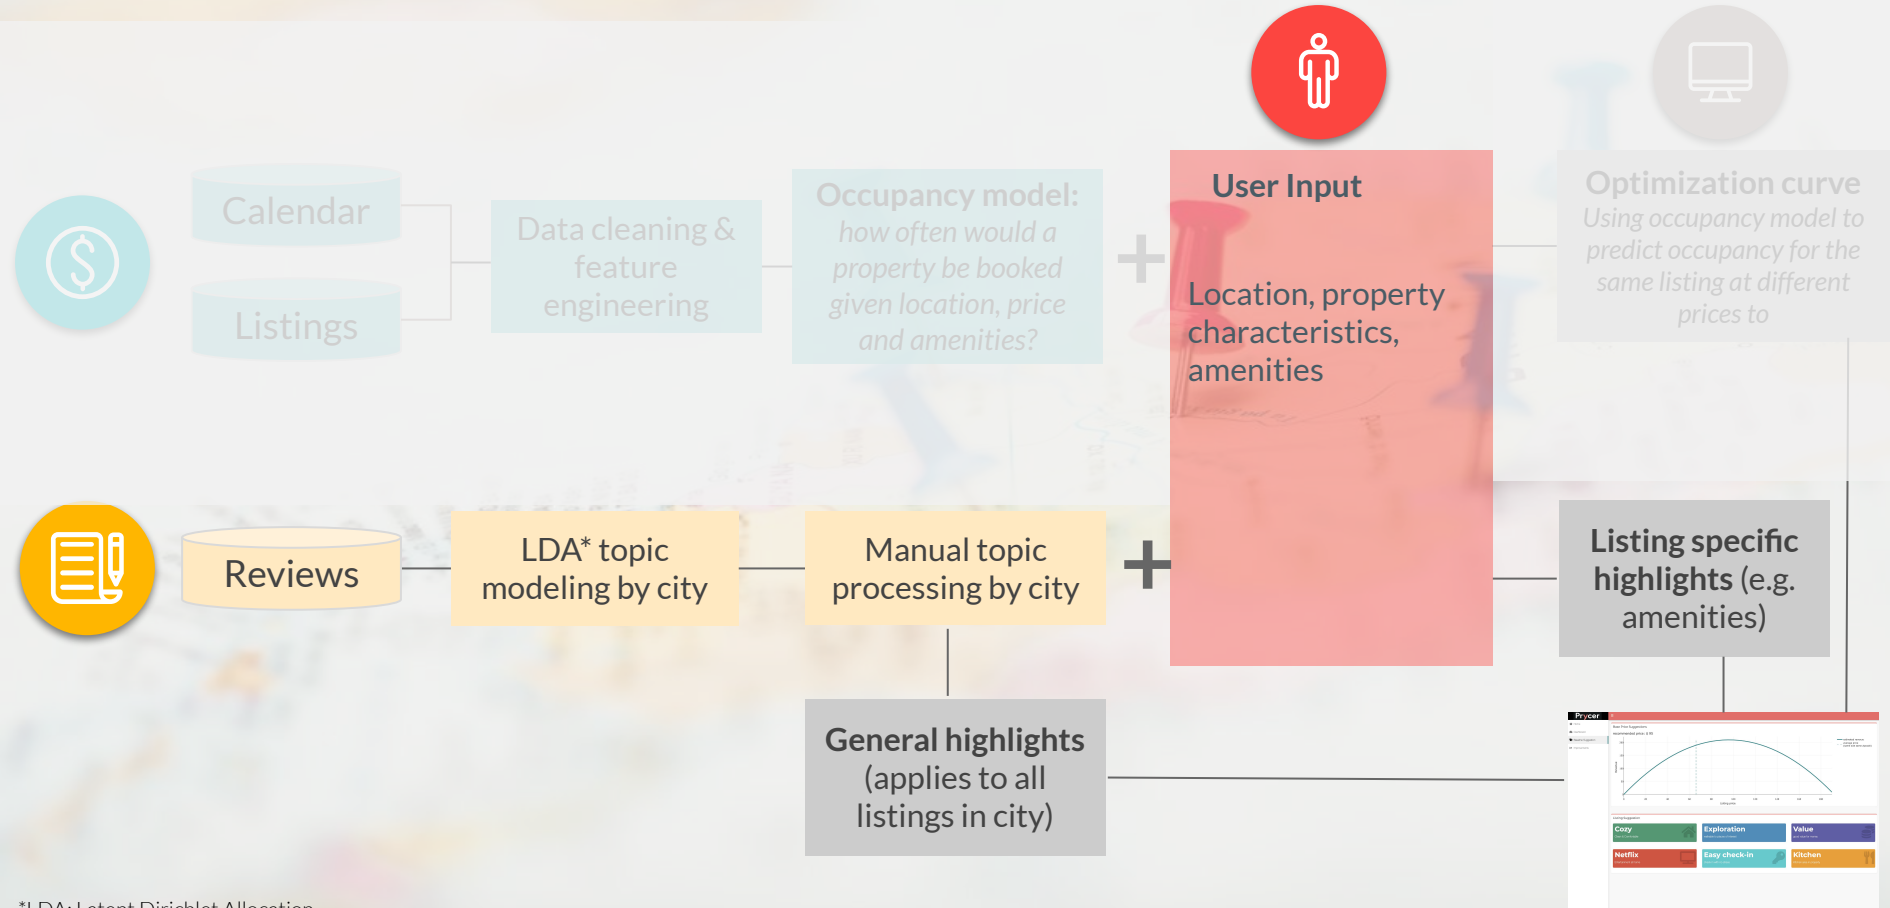 Calendar
Listings
Data cleaning &
feature
engineering
Occupancy model:
how often would a
property be booked
given location, price
and amenities?
+
User Input
Location, property
characteristics,
amenities
Optimization curve
Using occupancy model to
predict occupancy for the
same listing at different
prices to
Reviews
LDA* topic
modeling by city
Manual topic
processing by city
+
Listing specific
highlights (e.g.
amenities)
General highlights
(applies to all
listings in city)
Prycer
Cozy
Exploration
Value
Netflix
Easy check-in
Kitchen
*LDA: Latent Dirichlet Allocation